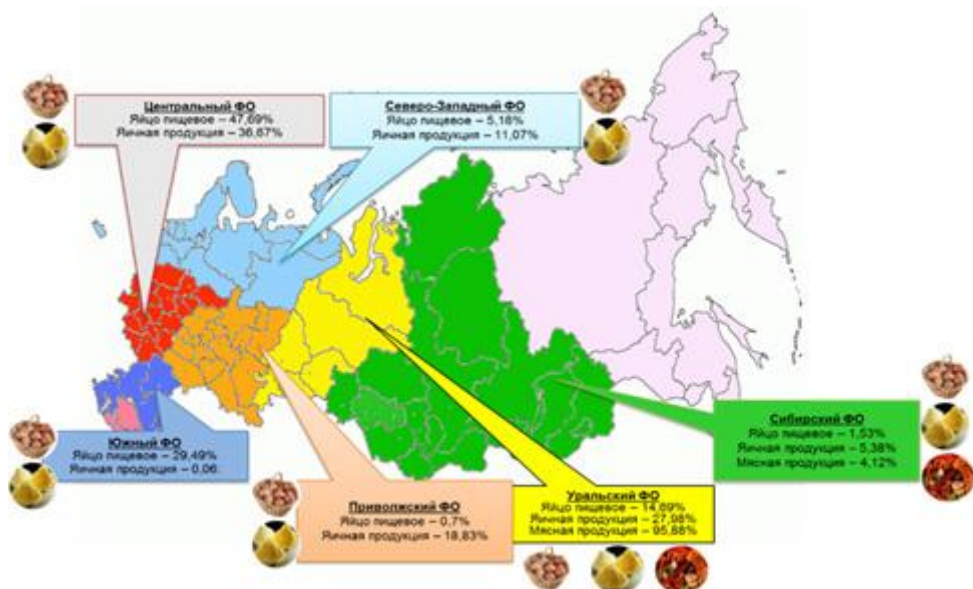 Центральный ФО
Яйцо пищевое – 47,69%
Яичная продукция – 36,67%
Северо-Западный ФО
Яйцо пищевое – 5,18%
Яичная продукция – 11,07%
Южный ФО
Яйцо пищевое – 29,49%
Яичная продукция – 0,06.
Приволжский ФО
Яйцо пищевое – 0,7%
Яичная продукция – 18,83%
Уральский ФО
Яйцо пищевое – 14,69%
Яичная продукция – 27,98%
Мясная продукция – 95,88%
Сибирский ФО
Яйцо пищевое – 1,53%
Яичная продукция – 5,38%
Мясная продукция – 4,12%